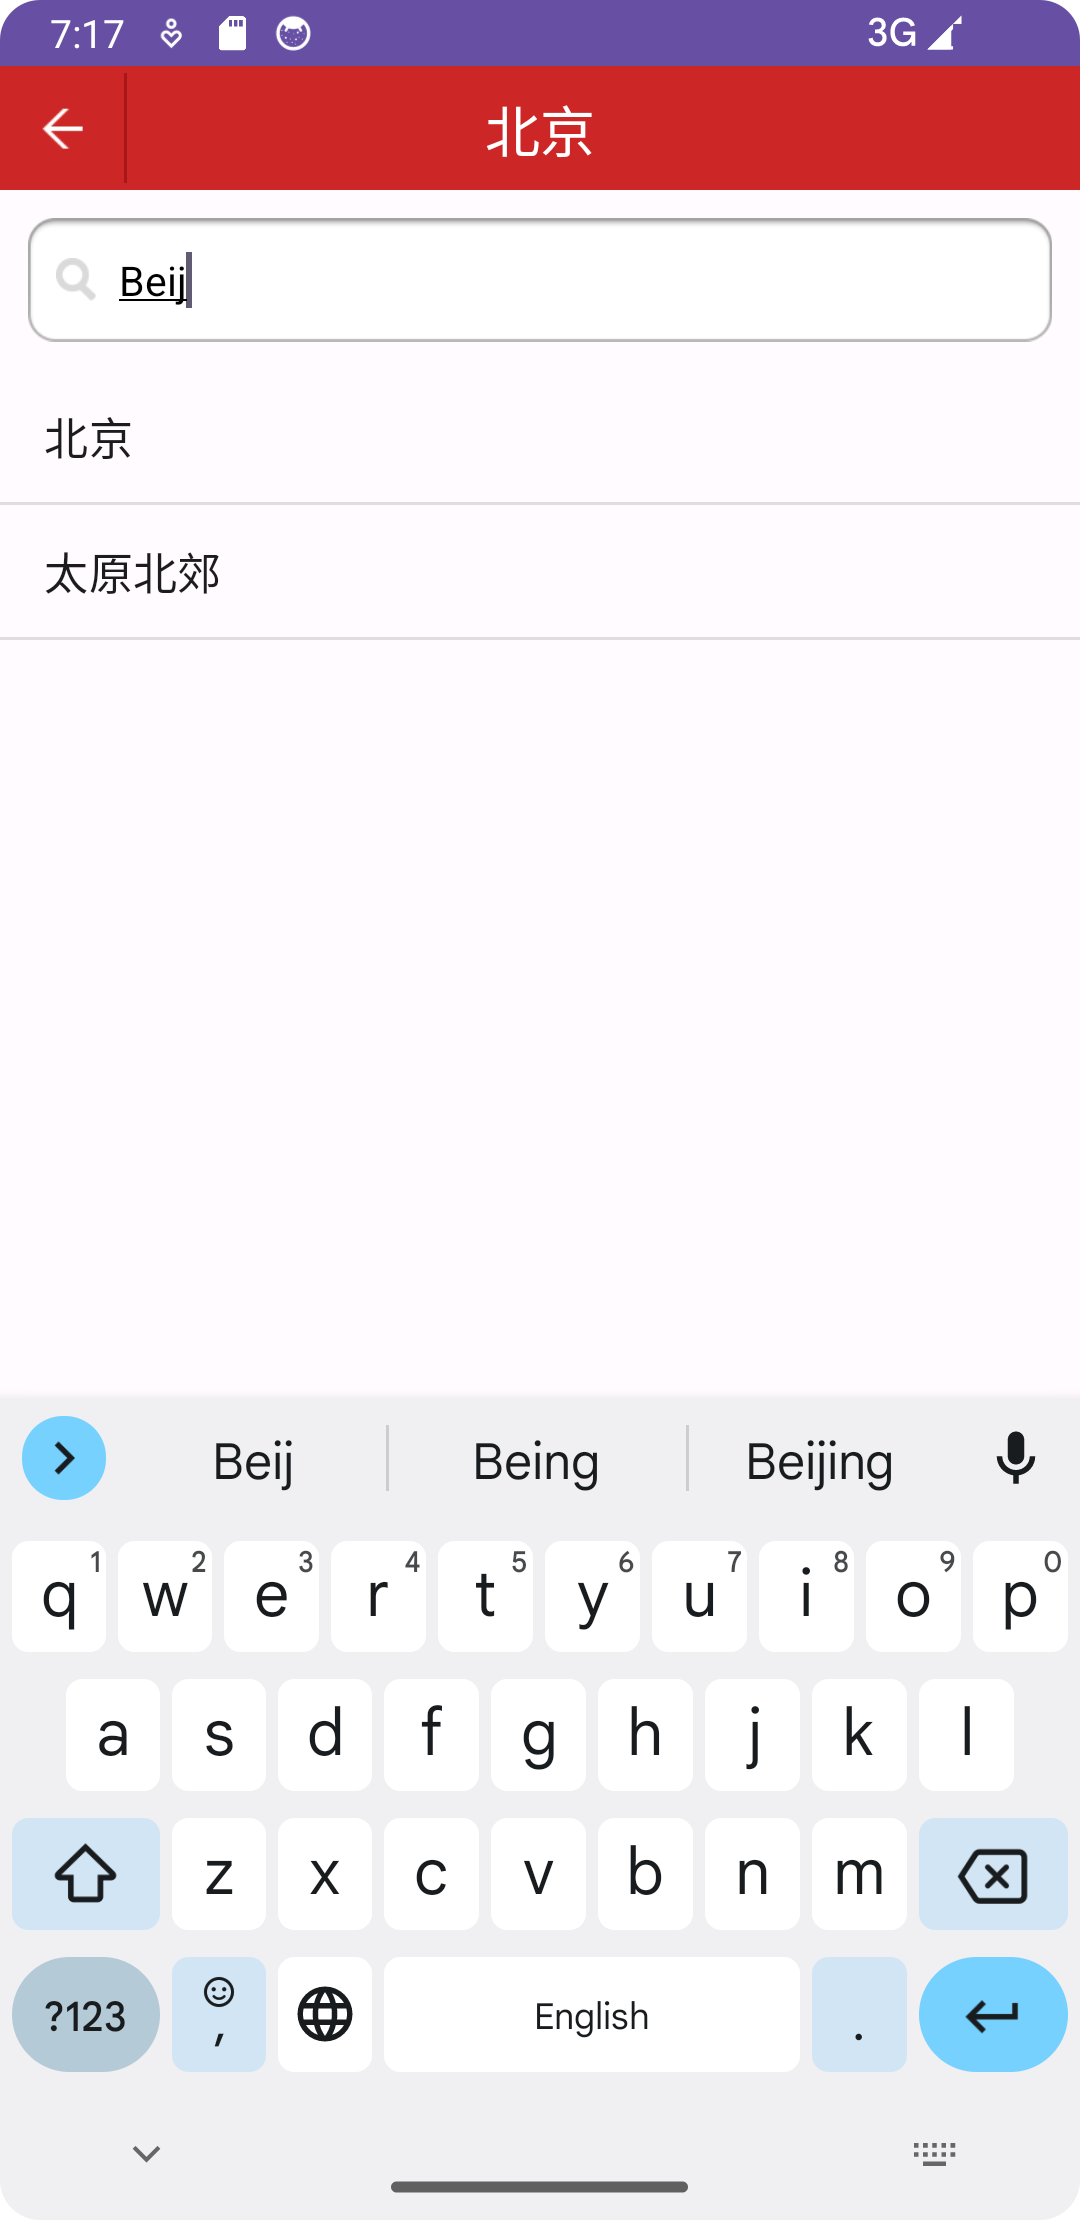 7:17 3G
北京
Beij
北京
太原北郊
Beij Being Beijing
q 1 w 2 e 3 r 4 t 5 y 6 u 7 i 8 o 9 p 0
a s d f g h j k l
z x c v b n m
?123 , English .